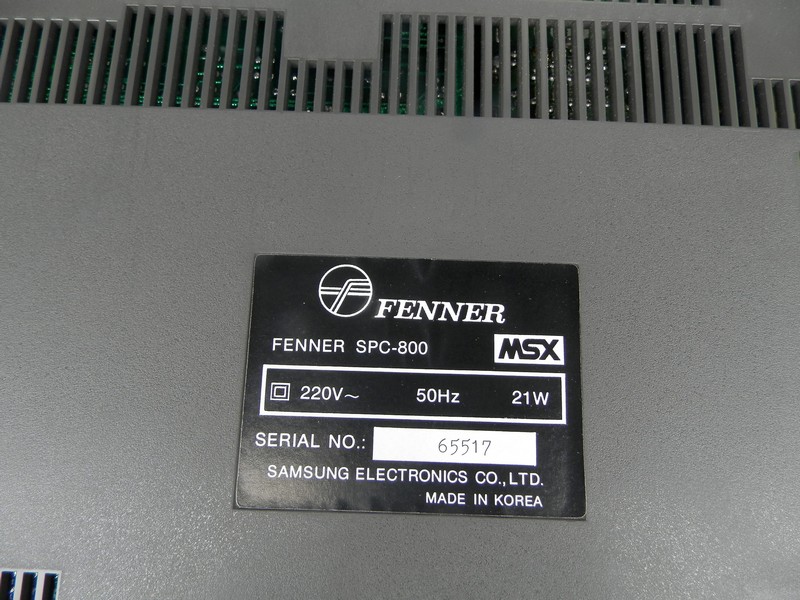 FENNER
FENNER SPC-800 MSX
220V~ 50Hz 21W
SERIAL NO.: 65517
SAMSUNG ELECTRONICS CO.,LTD.
MADE IN KOREA